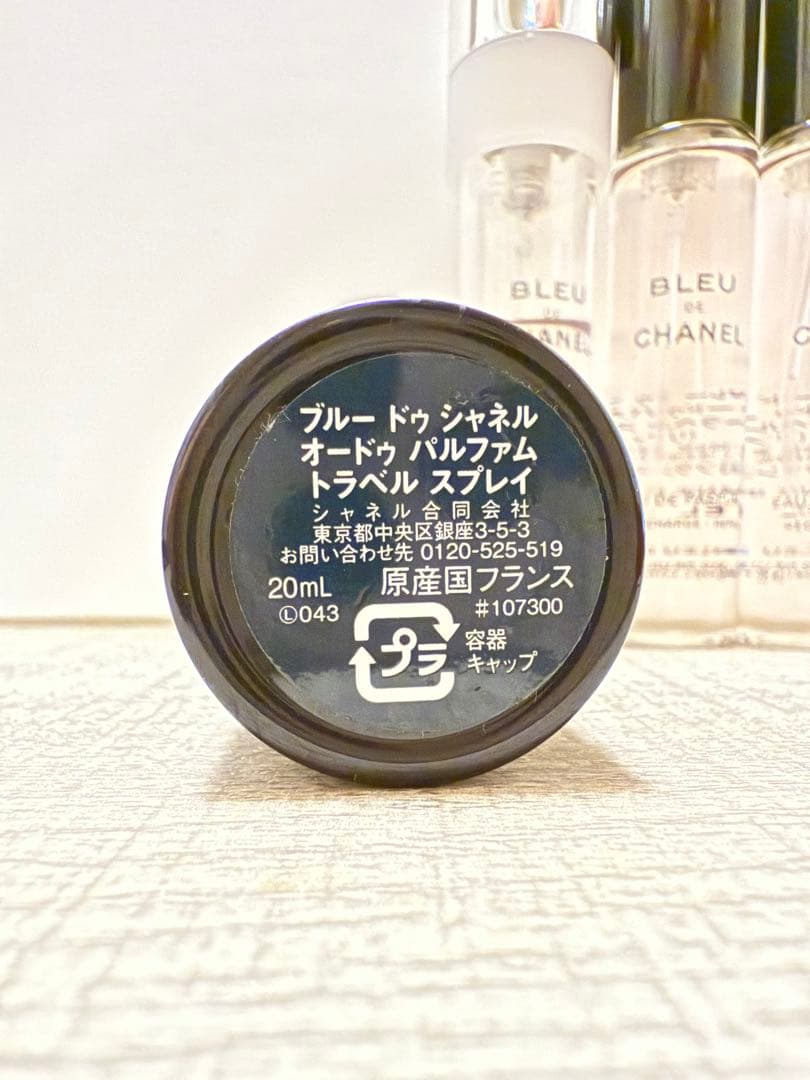 ブルー ドゥ シャネル
オードゥ パルファム
トラベル スプレイ
シャネル合同会社
東京都中央区銀座3-5-3
お問い合わせ先 0120-525-519
20mL 原産国フランス
Ⓛ043 #107300
プラ
容器
キャップ
BLEU
DE
CHANEL
BLEU
DE
CHANEL